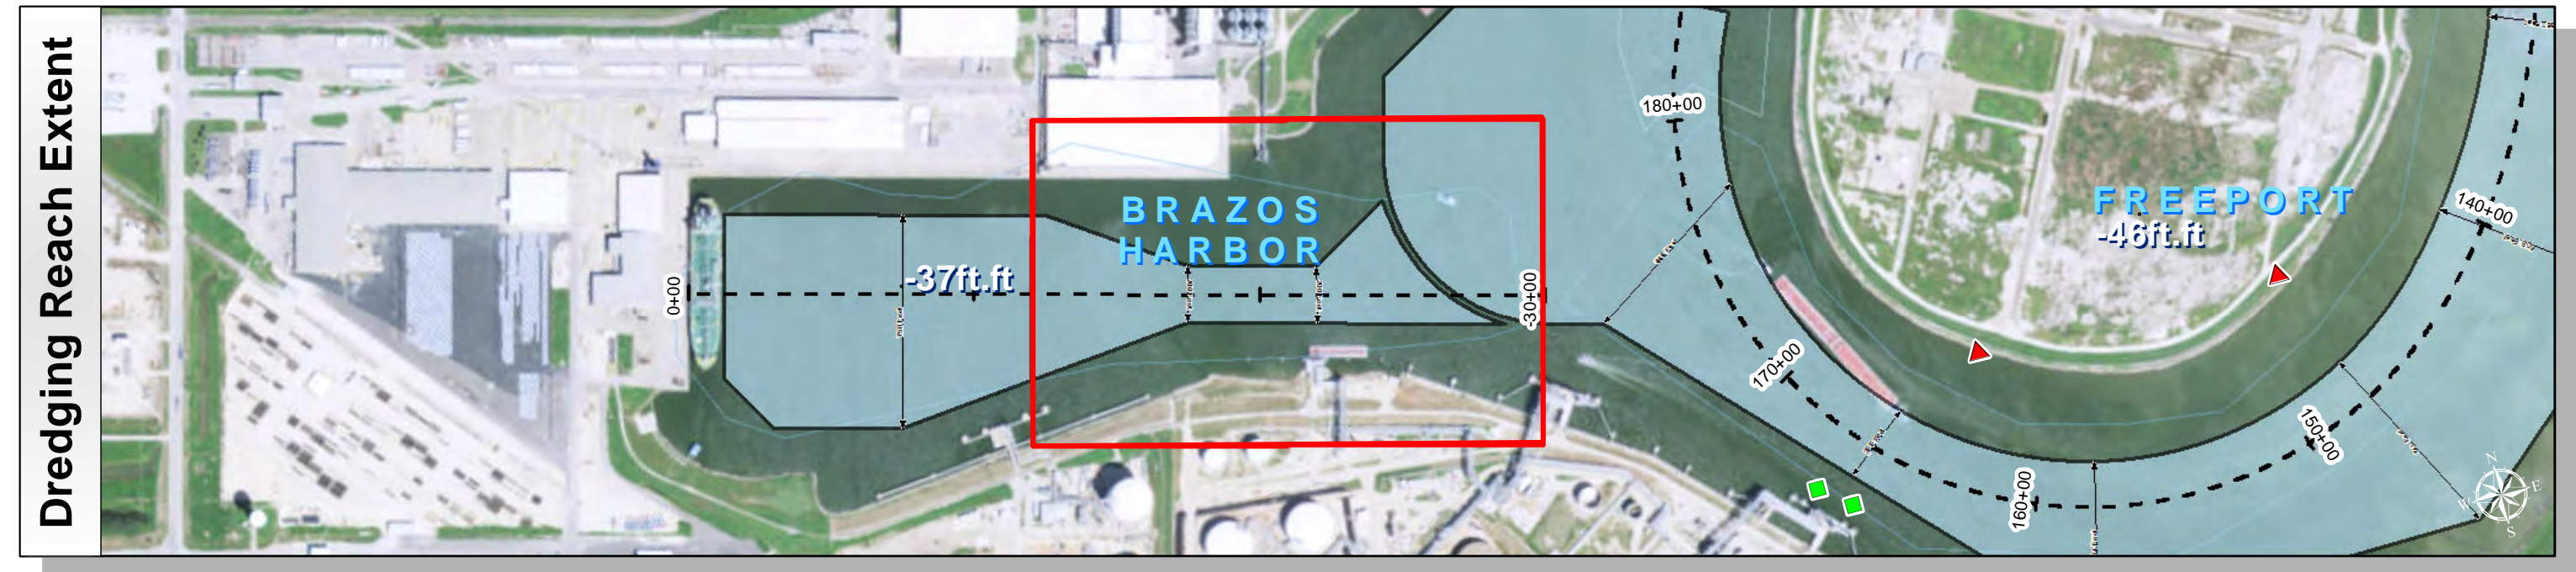 Dredging Reach Extent
180+00
BRAZOS
HARBOR
FREEPORT
-46ft.ft
140+00
-37ft.ft
0+00
-30+00
170+00
150+00
160+00
N
W
E
S